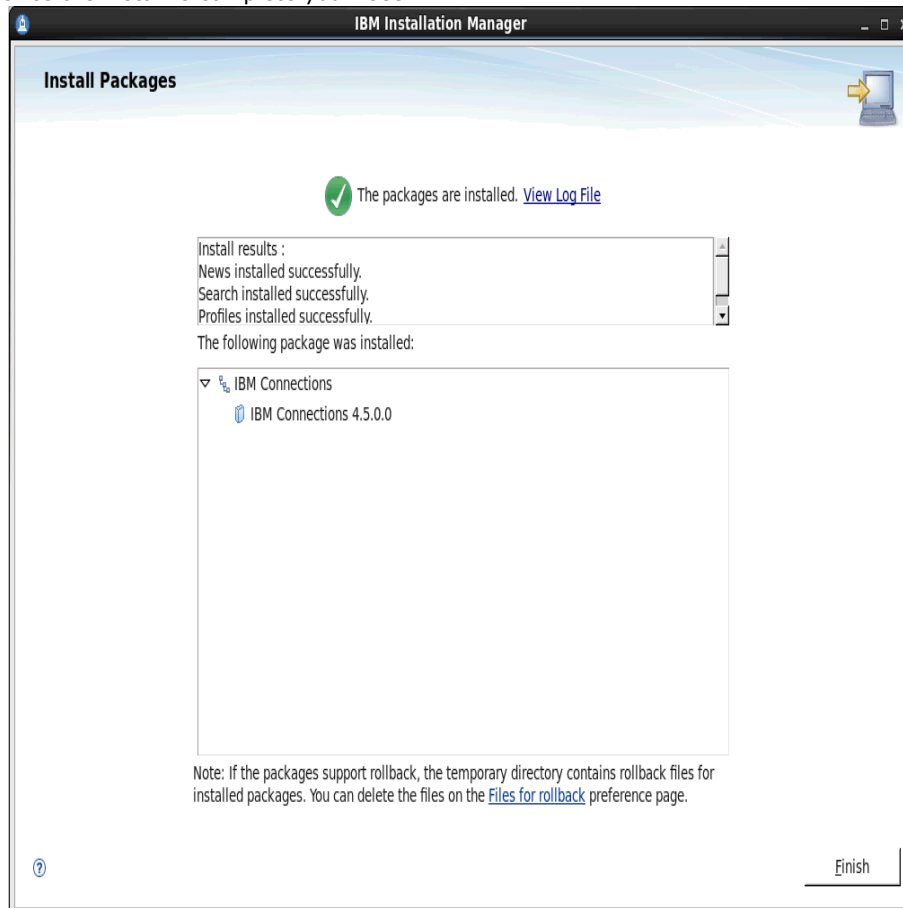 IBM Installation Manager
Install Packages
The packages are installed. View Log File
Install results :
News installed successfully.
Search installed successfully.
Profiles installed successfully.
The following package was installed:
IBM Connections
IBM Connections 4.5.0.0
Note: If the packages support rollback, the temporary directory contains rollback files for
installed packages. You can delete the files on the Files for rollback preference page.
?
Finish